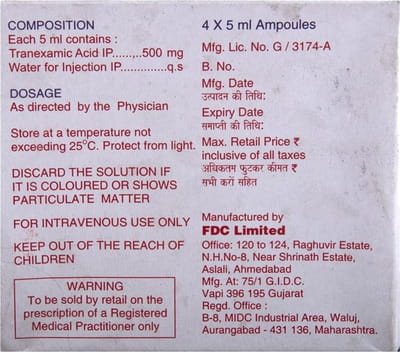 COMPOSITION
Each 5 ml contains :
Tranexamic Acid IP......,..500 mg
Water for Injection IP..............q.s
DOSAGE
As directed by the Physician
Store at a temperature not
exceeding 25°C. Protect from light.
DISCARD THE SOLUTION IF
IT IS COLOURED OR SHOWS
PARTICULATE MATTER
FOR INTRAVENOUS USE ONLY
KEEP OUT OF THE REACH OF
CHILDREN
WARNING
To be sold by retail on the
prescription of a Registered
Medical Practitioner only
4 X 5 ml Ampoules
Mfg. Lic. No. G / 3174-A
B. No.
Mfg. Date
उत्पादन की तिथि:
Expiry Date
समाप्ती की तिथि:
Max. Retail Price ₹
inclusive of all taxes
अधिकतम फुटकर कीमत ₹
सभी करों सहित
Manufactured by
FDC Limited
Office: 120 to 124, Raghuvir Estate,
N.H.No-8, Near Shrinath Estate,
Aslali, Ahmedabad
Mfg. At: 75/1 G.I.D.C.
Vapi 396 195 Gujarat
Regd. Office :
B-8, MIDC Industrial Area, Waluj,
Aurangabad - 431 136, Maharashtra.